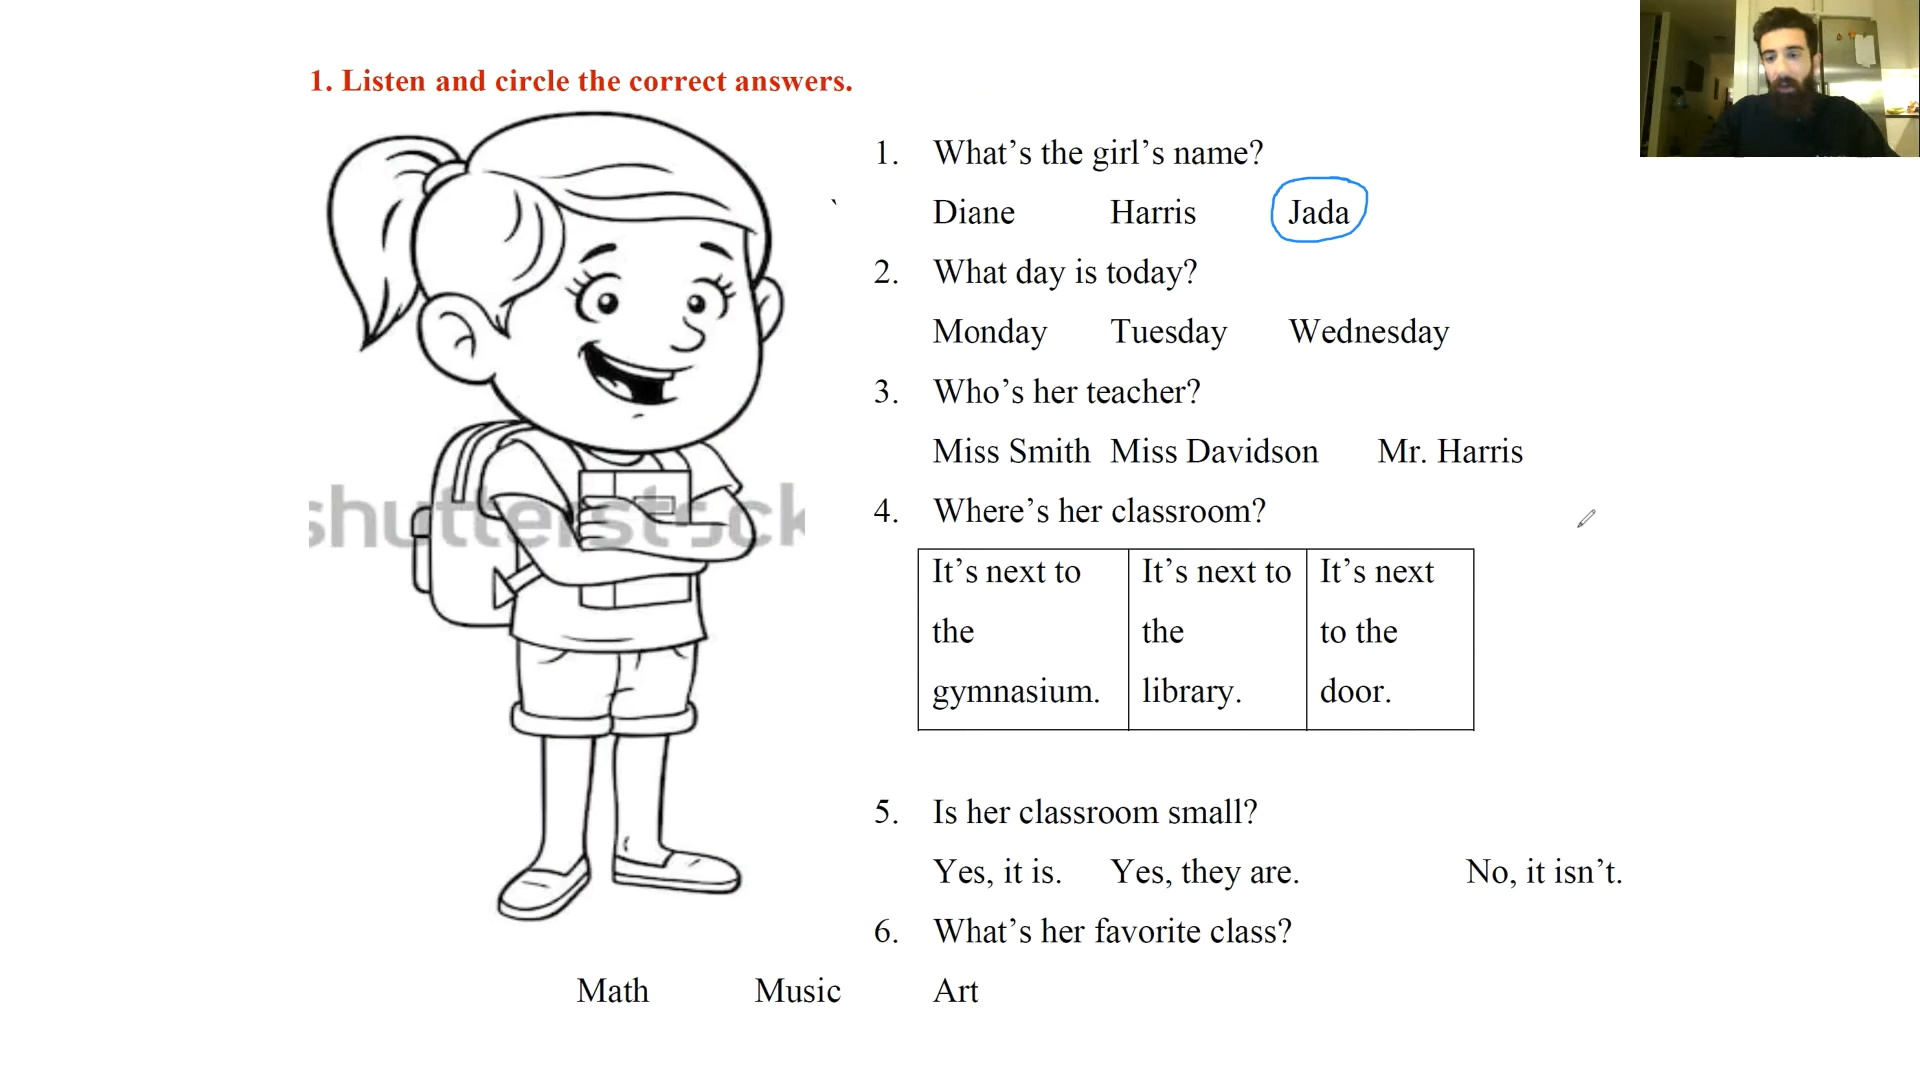 1. Listen and circle the correct answers.
1. What's the girl's name?
Diane Harris Jada
2. What day is today?
Monday Tuesday Wednesday
3. Who's her teacher?
Miss Smith Miss Davidson Mr. Harris
shutterstock
4. Where's her classroom?
It's next to
the
gymnasium.
It's next to
the
library.
It's next
to the
door.
5. Is her classroom small?
Yes, it is. Yes, they are. No, it isn't.
6. What's her favorite class?
Math Music Art